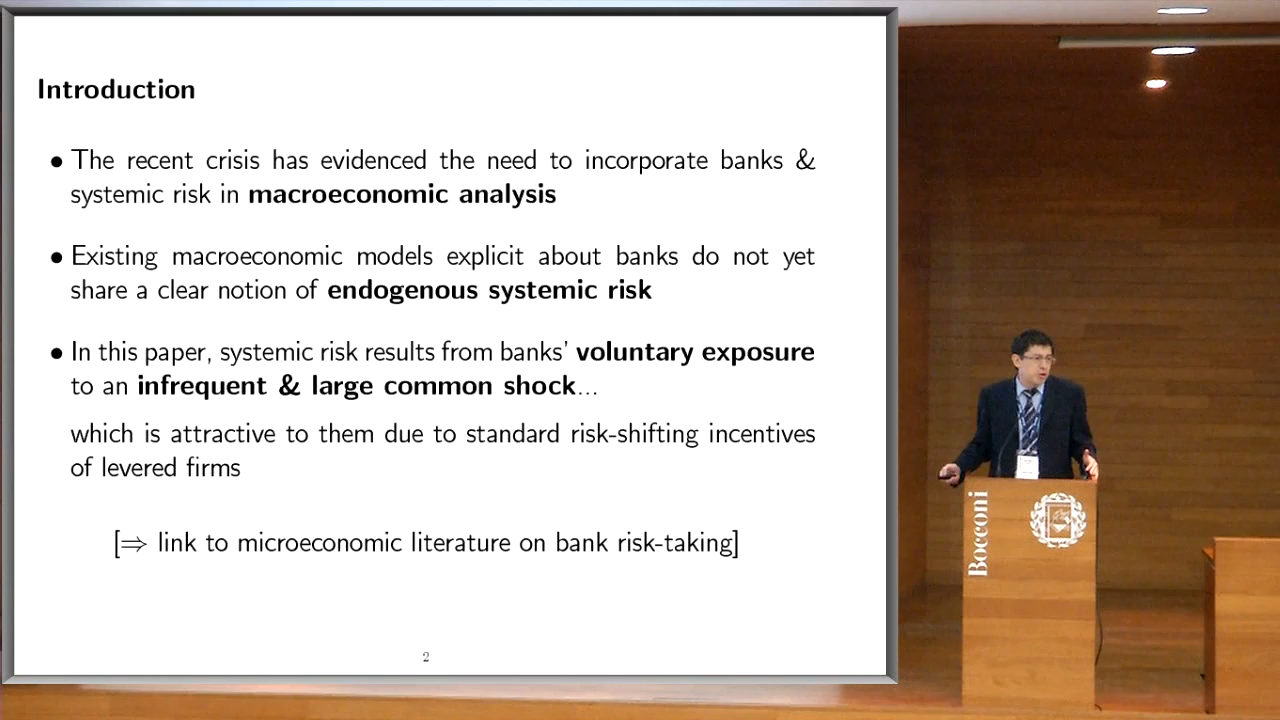 Introduction
• The recent crisis has evidenced the need to incorporate banks &
systemic risk in macroeconomic analysis
• Existing macroeconomic models explicit about banks do not yet
share a clear notion of endogenous systemic risk
• In this paper, systemic risk results from banks' voluntary exposure
to an infrequent & large common shock...
which is attractive to them due to standard risk-shifting incentives
of levered firms
[⇒ link to microeconomic literature on bank risk-taking]
2
Bocconi